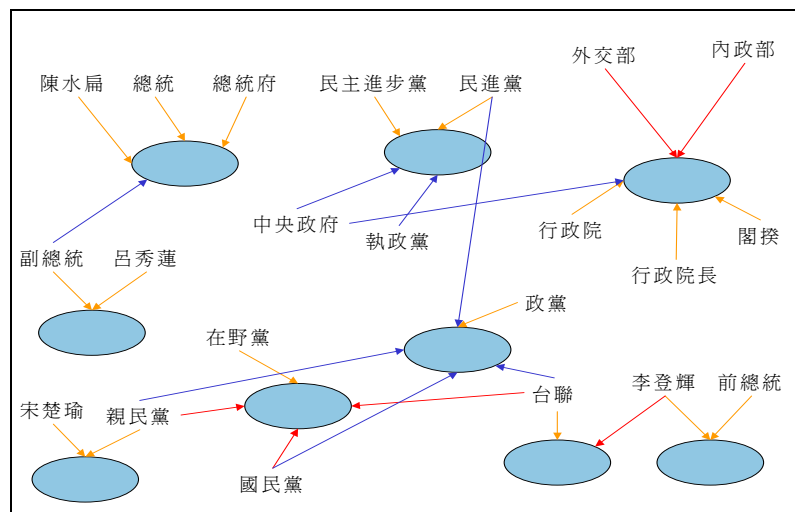 外交部
內政部
陳水扁
總統
總統府
民主進步黨
民進黨
中央政府
執政黨
行政院
閣揆
行政院長
副總統
呂秀蓮
政黨
在野黨
宋楚瑜
親民黨
台聯
李登輝
前總統
國民黨